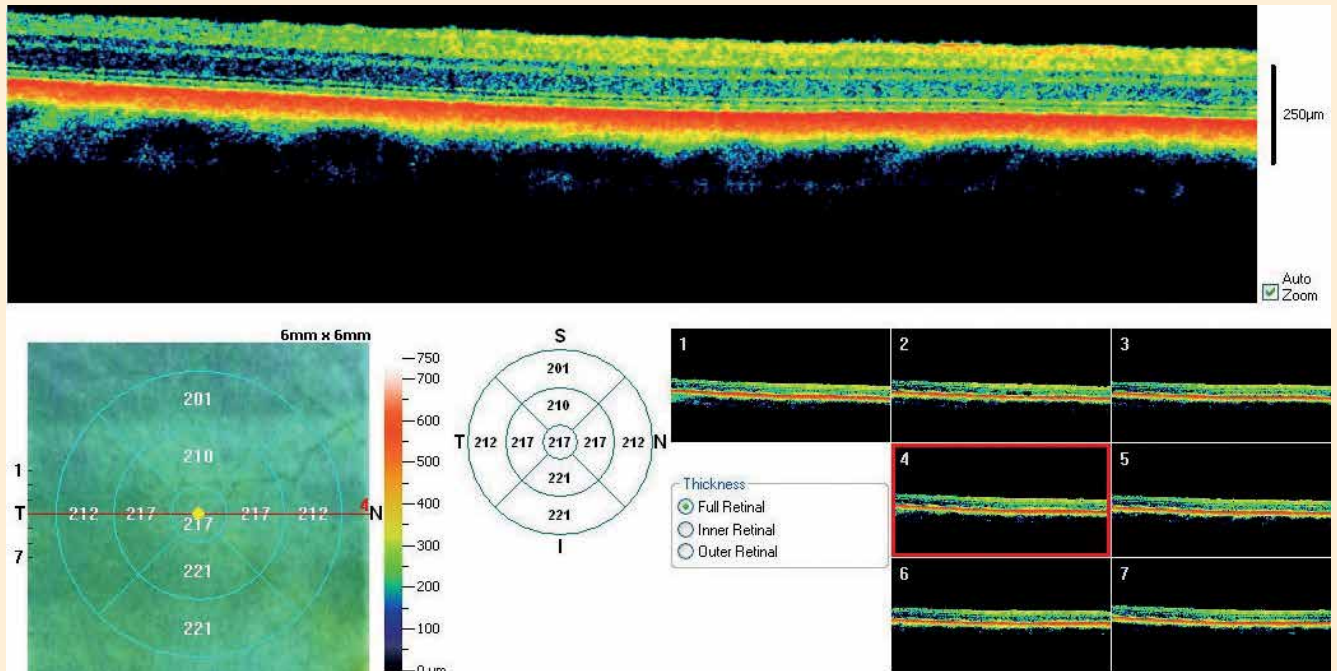 250µm
Auto
Zoom
6mm x 6mm
201
210
212 217 217 212
217
221
221
1
T
7
4
N
750
700
600
500
400
300
200
100
0 µm
S
201
210
T 212 217 217 217 212 N
221
221
I
Thickness
Full Retinal
Inner Retinal
Outer Retinal
1 2 3
4 5
6 7